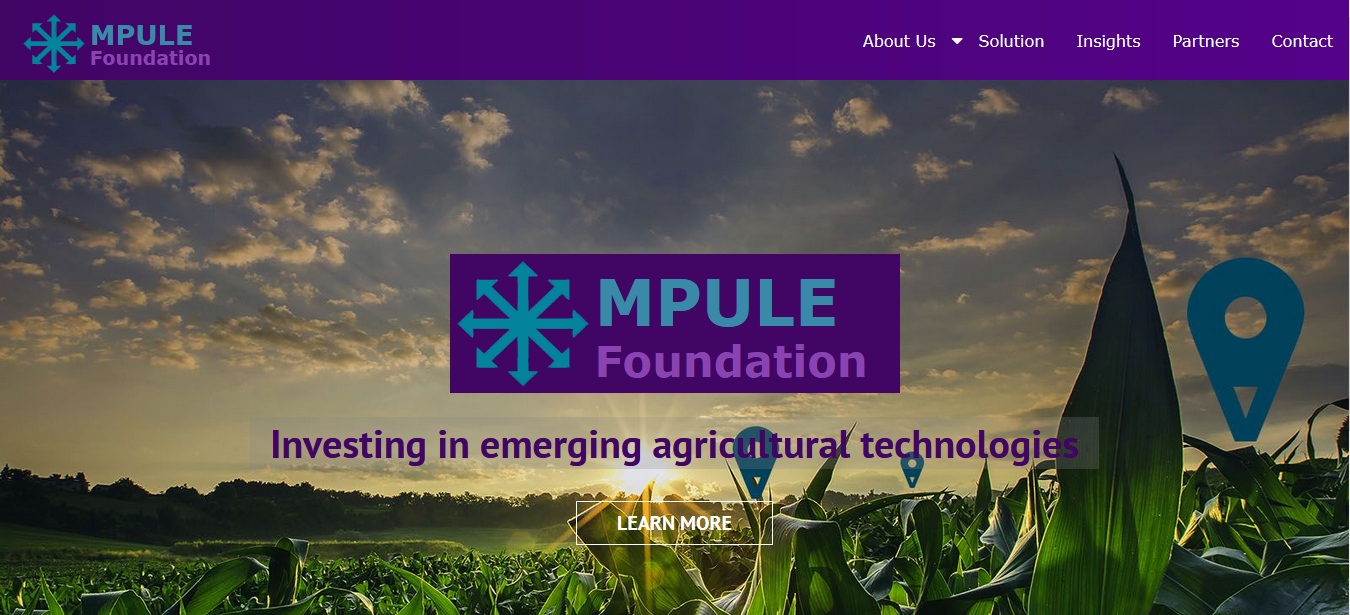 MPULE
Foundation
About Us
Solution
Insights
Partners
Contact
MPULE
Foundation
Investing in emerging agricultural technologies
LEARN MORE